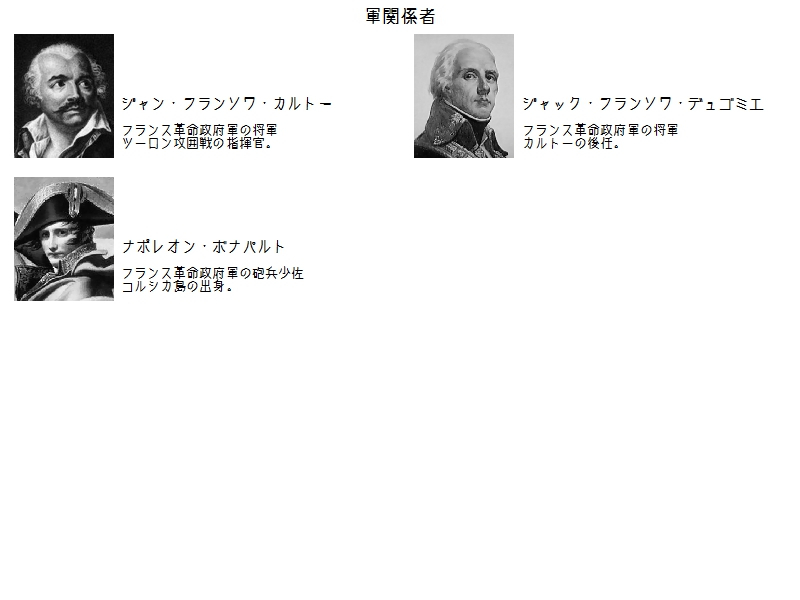 軍関係者
ジャン・フランソワ・カルトー
フランス革命政府軍の将軍
ツーロン攻囲戦の指揮官。
ジャック・フランソワ・デュゴミエ
フランス革命政府軍の将軍
カルトーの後任。
ナポレオン・ボナパルト
フランス革命政府軍の砲兵少佐
コルシカ島の出身。